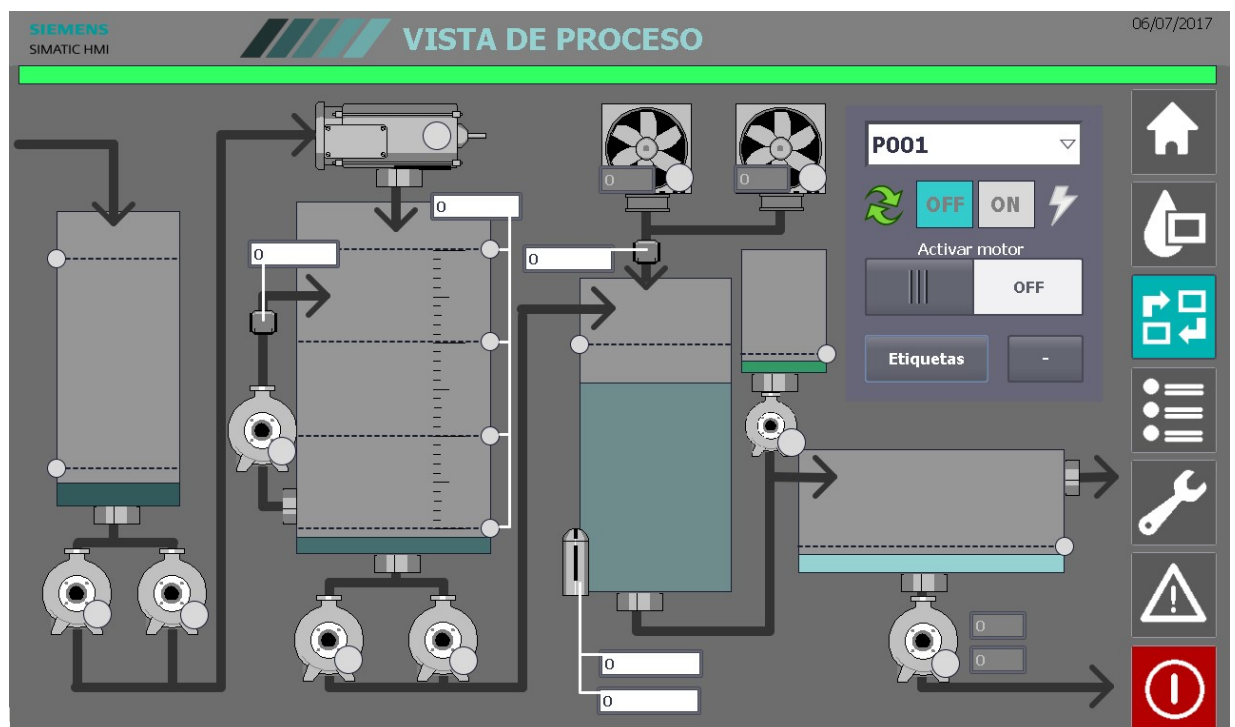 SIEMENS
SIMATIC HMI
VISTA DE PROCESO
06/07/2017
P001
OFF ON
Activar motor
OFF
Etiquetas -
0
0
0
0
0
0
0
0
0